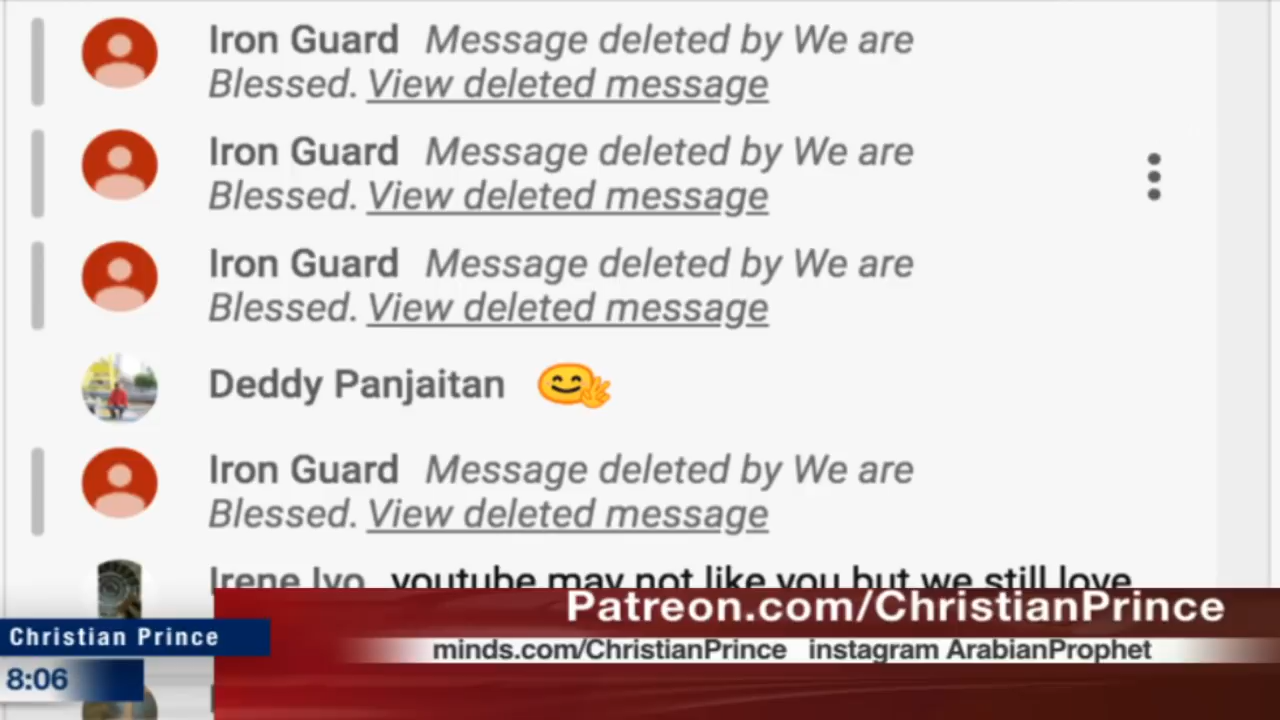 Iron Guard Message deleted by We are
Blessed. View deleted message
Iron Guard Message deleted by We are
Blessed. View deleted message
Iron Guard Message deleted by We are
Blessed. View deleted message
Deddy Panjaitan 
Iron Guard Message deleted by We are
Blessed. View deleted message
Irene Ivo youtube may not like you but we still love
Patreon.com/ChristianPrince
Christian Prince
minds.com/ChristianPrince instagram ArabianProphet
8:06